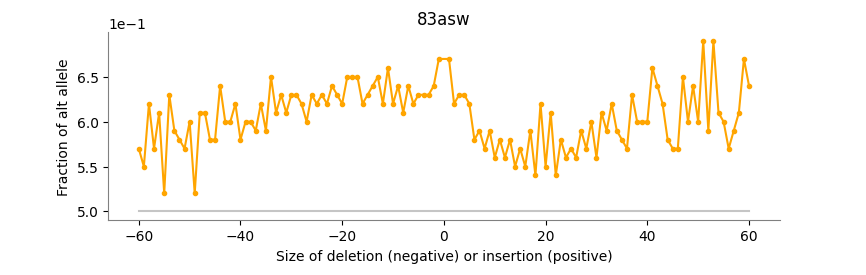 83asw
1e−1
6.5
6.0
5.5
5.0
Fraction of alt allele
−60 −40 −20 0 20 40 60
Size of deletion (negative) or insertion (positive)